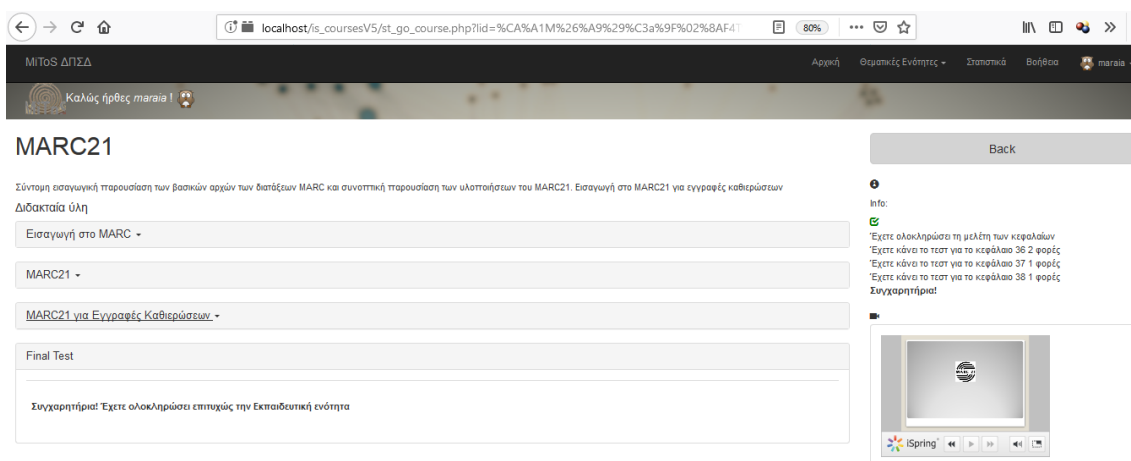 localhost/is_coursesV5/st_go_course.php?lid=%CA%A1M%26%A9%29%C3a%9F%02%8AF4T
80%
MiToS ΔΠΣΔ
Αρχική Θεματικές Ενότητες Στατιστικά Βοήθεια maraia
Καλώς ήρθες maraia !
MARC21
Back
Σύντομη εισαγωγική παρουσίαση των βασικών αρχών των διατάξεων MARC και συνοπτική παρουσίαση των υλοποιήσεων του MARC21. Εισαγωγή στο MARC21 για εγγραφές καθιερώσεων
Διδακταία ύλη
Εισαγωγή στο MARC
MARC21
MARC21 για Εγγραφές Καθιερώσεων
Final Test
Συγχαρητήρια! Έχετε ολοκληρώσει επιτυχώς την Εκπαιδευτική ενότητα
Info:
Έχετε ολοκληρώσει τη μελέτη των κεφαλαίων
Έχετε κάνει το τεστ για το κεφάλαιο 36 2 φορές
Έχετε κάνει το τεστ για το κεφάλαιο 37 1 φορές
Έχετε κάνει το τεστ για το κεφάλαιο 38 1 φορές
Συγχαρητήρια!
MARC 21
iSpring